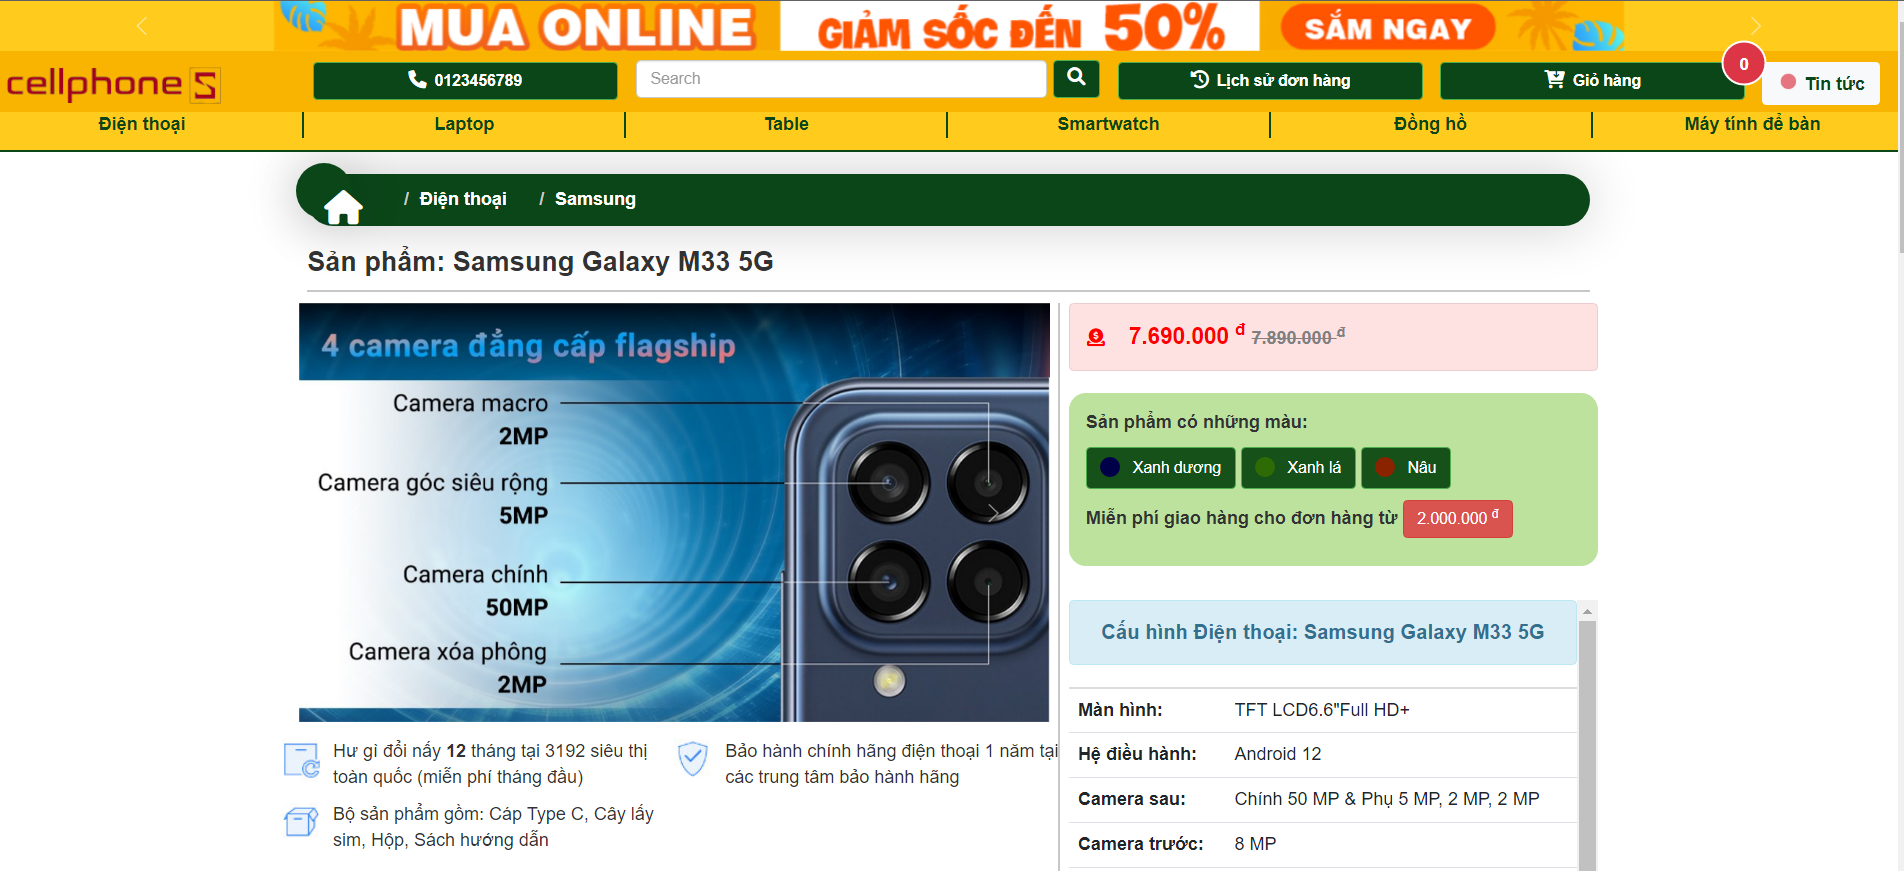 MUA ONLINE GIẢM SỐC ĐẾN 50% SẮM NGAY
cellphone S
0123456789
Search
Lịch sử đơn hàng
Giỏ hàng
0
Tin tức
Điện thoại
Laptop
Table
Smartwatch
Đồng hồ
Máy tính để bàn
/ Điện thoại / Samsung
Sản phẩm: Samsung Galaxy M33 5G
4 camera đẳng cấp flagship
Camera macro
2MP
Camera góc siêu rộng
5MP
Camera chính
50MP
Camera xóa phông
2MP
Hư gì đổi nấy 12 tháng tại 3192 siêu thị
toàn quốc (miễn phí tháng đầu)
Bảo hành chính hãng điện thoại 1 năm tại
các trung tâm bảo hành hãng
Bộ sản phẩm gồm: Cáp Type C, Cây lấy
sim, Hộp, Sách hướng dẫn
7.690.000 đ 7.890.000 đ
Sản phẩm có những màu:
Xanh dương
Xanh lá
Nâu
Miễn phí giao hàng cho đơn hàng từ 2.000.000 đ
Cấu hình Điện thoại: Samsung Galaxy M33 5G
Màn hình: TFT LCD6.6"Full HD+
Hệ điều hành: Android 12
Camera sau: Chính 50 MP & Phụ 5 MP, 2 MP, 2 MP
Camera trước: 8 MP